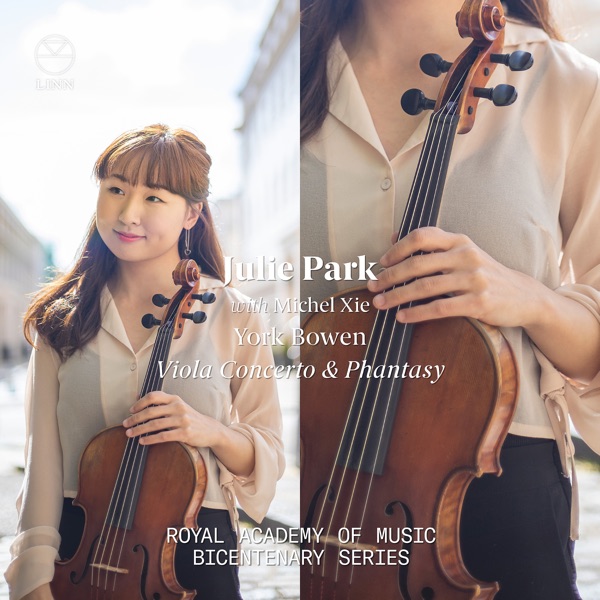 LINN
Julie Park
with Michel Xie
York Bowen
Viola Concerto & Phantasy
ROYAL ACADEMY OF MUSIC
BICENTENARY SERIES